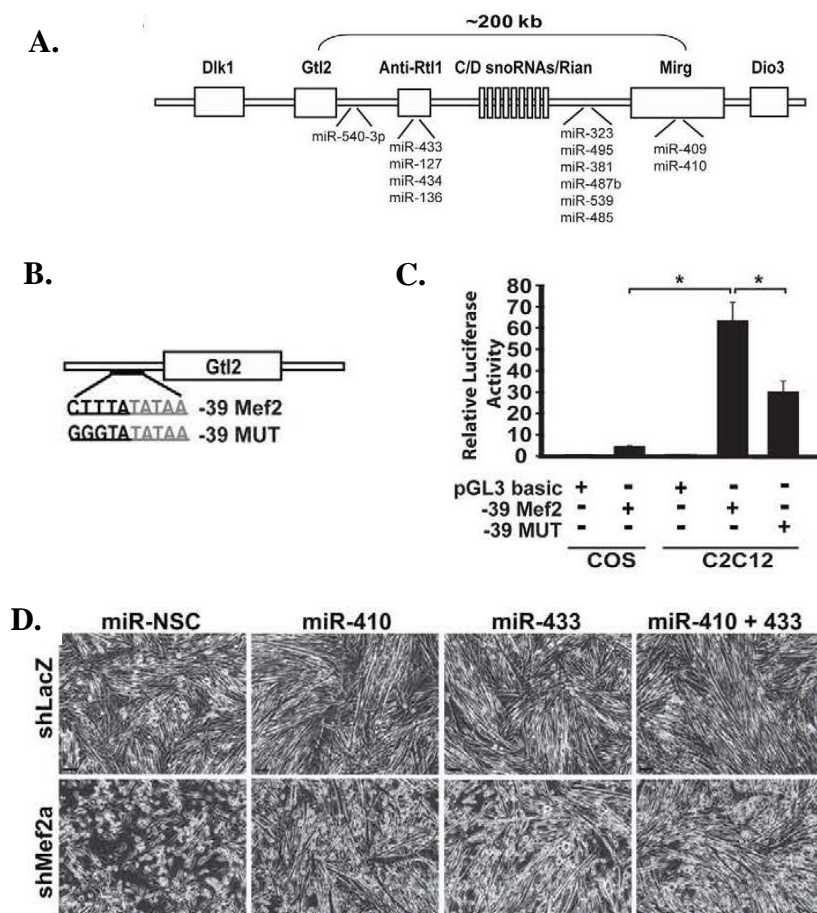 A.
~200 kb
Dlk1 Gtl2 Anti-Rtl1 C/D snoRNAs/Rian Mirg Dio3
miR-540-3p
miR-433
miR-127
miR-434
miR-136
miR-323
miR-495
miR-381
miR-487b
miR-539
miR-485
miR-409
miR-410
B.
Gtl2
CTTTATATAA -39 Mef2
GGGTATATAA -39 MUT
C.
Relative Luciferase
Activity
80
70
60
50
40
30
20
10
0
* *
pGL3 basic + - + - -
-39 Mef2 - + - + -
-39 MUT - - - - +
COS C2C12
D.
miR-NSC miR-410 miR-433 miR-410 + 433
shLacZ
shMef2a